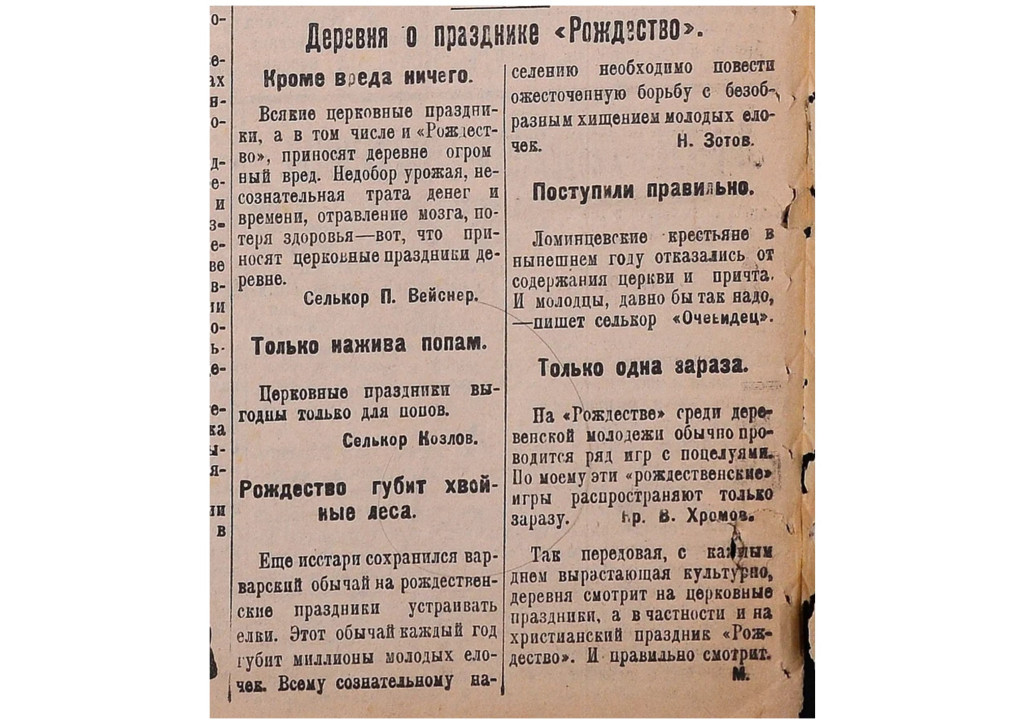 Деревня о празднике «Рождество».
Кроме вреда ничего.
Всякие церковные праздни-
ки, а в том числе и «Рождест-
во», приносят деревне огром
ный вред. Недобор урожая, не-
сознательная трата денег и
времени, отравление мозга, по-
теря здоровья—вот, что при-
носят церковные праздники де-
ревне.
Селькор П. Вейснер.
Только нажива попам.
Церковные праздники вы-
годны только для попов.
Селькор Козлов.
Рождество губит хвой-
ные леса.
Еще исстари сохранился вар-
варский обычай на рождествен-
ские праздники устраивать
елки. Этот обычай каждый год
губит миллионы молодых ело-
чек. Всему сознательному на-
селению необходимо повести
ожесточенную борьбу с безоб-
разным хищением молодых ело-
чек. Н. Зотов.
Поступили правильно.
Ломинцевские крестьяне в
нынешнем году отказались от
содержания церкви и причта.
И молодцы, давно бы так надо,
—пишет селькор «Очевидец».
Только одна зараза.
На «Рождестве» среди дере-
венской молодежи обычно про-
водится ряд игр с поцелуями.
По моему эти «рождественские»
игры распространяют только
заразу. Кр. В. Хромов.
Так передовая, с каждым
днем вырастающая культурно,
деревня смотрит на церковные
праздники, а в частности и на
христианский праздник «Рож-
дество». И правильно смотрит.
М.